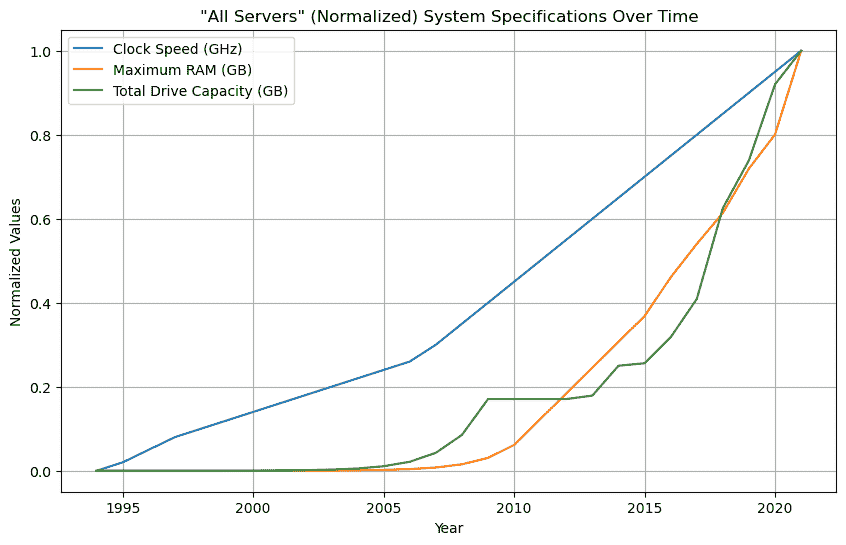 "All Servers" (Normalized) System Specifications Over Time
Clock Speed (GHz)
Maximum RAM (GB)
Total Drive Capacity (GB)
Normalized Values
1.0
0.8
0.6
0.4
0.2
0.0
1995 2000 2005 2010 2015 2020
Year